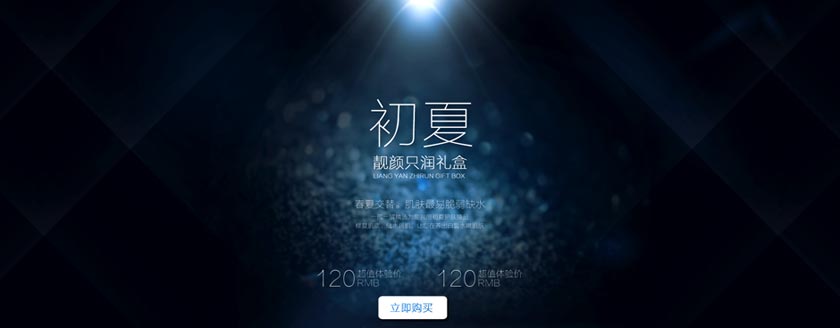 初夏
靓颜只润礼盒
LIANG YAN ZHIRUN GIFT BOX
春夏交替。肌肤最易脆弱缺水
120 超值体验价 RMB
120 超值体验价 RMB
立即购买